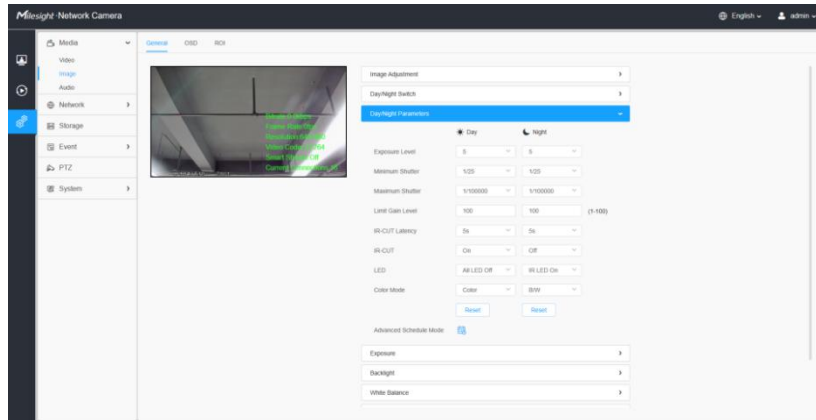 Milesight Network Camera
English
admin
Media
Video
Image
Audio
Network
Storage
Event
PTZ
System
General OSD ROI
Image Adjustment
Day/Night Switch
Day/Night Parameters
Day Night
Exposure Level 5 5
Minimum Shutter 1/25 1/25
Maximum Shutter 1/100000 1/100000
Limit Gain Level 100 100 (1-100)
IR-CUT Latency 5s 5s
IR-CUT On Off
LED All LED Off IR LED On
Color Mode Color B/W
Reset Reset
Advanced Schedule Mode
Exposure
Backlight
White Balance